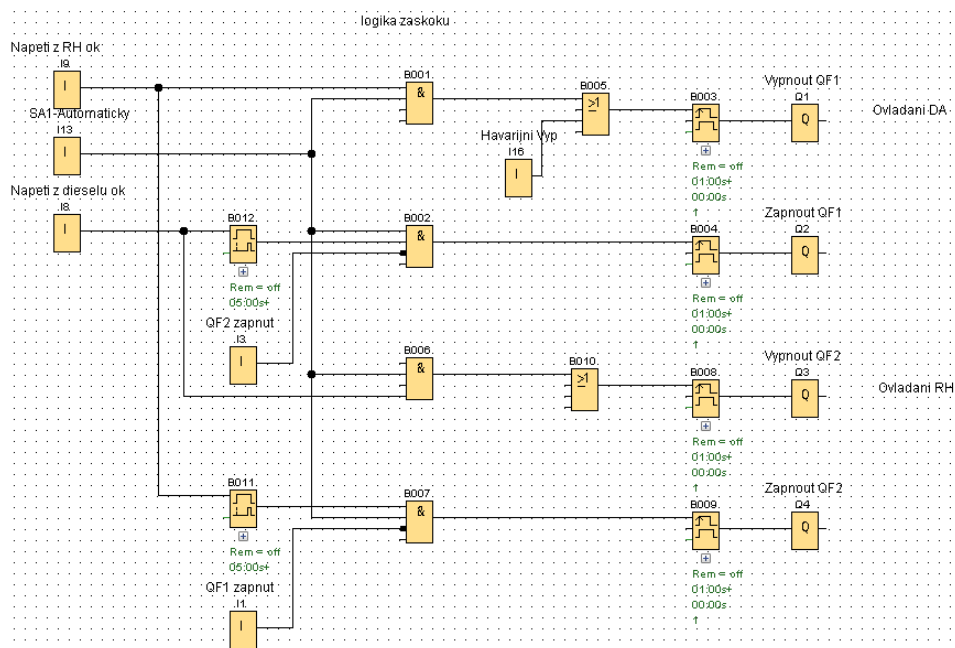 logika zaskoku
Napeti z RH ok
I9
I
SA1-Automaticky
I13
I
Napeti z dieselu ok
I8
I
B001
&
B005
≥1
Havarijni Vyp
I16
I
B003
Rem = off
01:00s+
00:00s
1
Vypnout QF1
Q1
Q
Ovladani DA
B012
Rem = off
05:00s+
B002
&
B004
Rem = off
01:00s+
00:00s
1
Zapnout QF1
Q2
Q
QF2 zapnut
I3
I
B006
&
B010
≥1
B008
Rem = off
01:00s+
00:00s
1
Vypnout QF2
Q3
Q
Ovladani RH
B011
Rem = off
05:00s+
B007
&
B009
Rem = off
01:00s+
00:00s
1
Zapnout QF2
Q4
Q
QF1 zapnut
I1
I